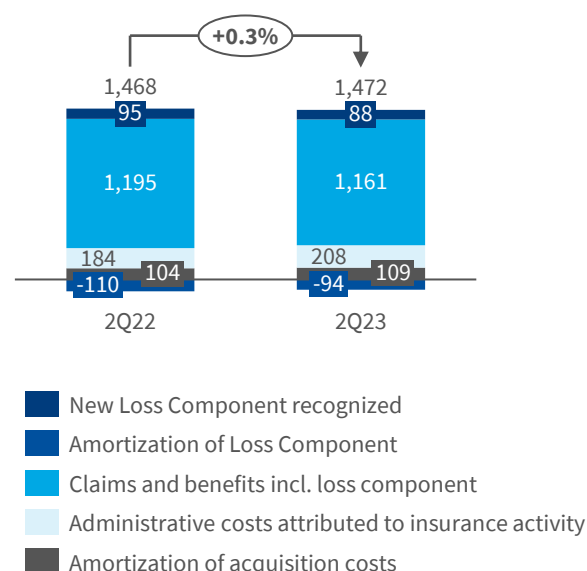 +0.3%
1,468 1,472
95 88
1,195 1,161
184 208
104 109
-110 -94
2Q22 2Q23
New Loss Component recognized
Amortization of Loss Component
Claims and benefits incl. loss component
Administrative costs attributed to insurance activity
Amortization of acquisition costs